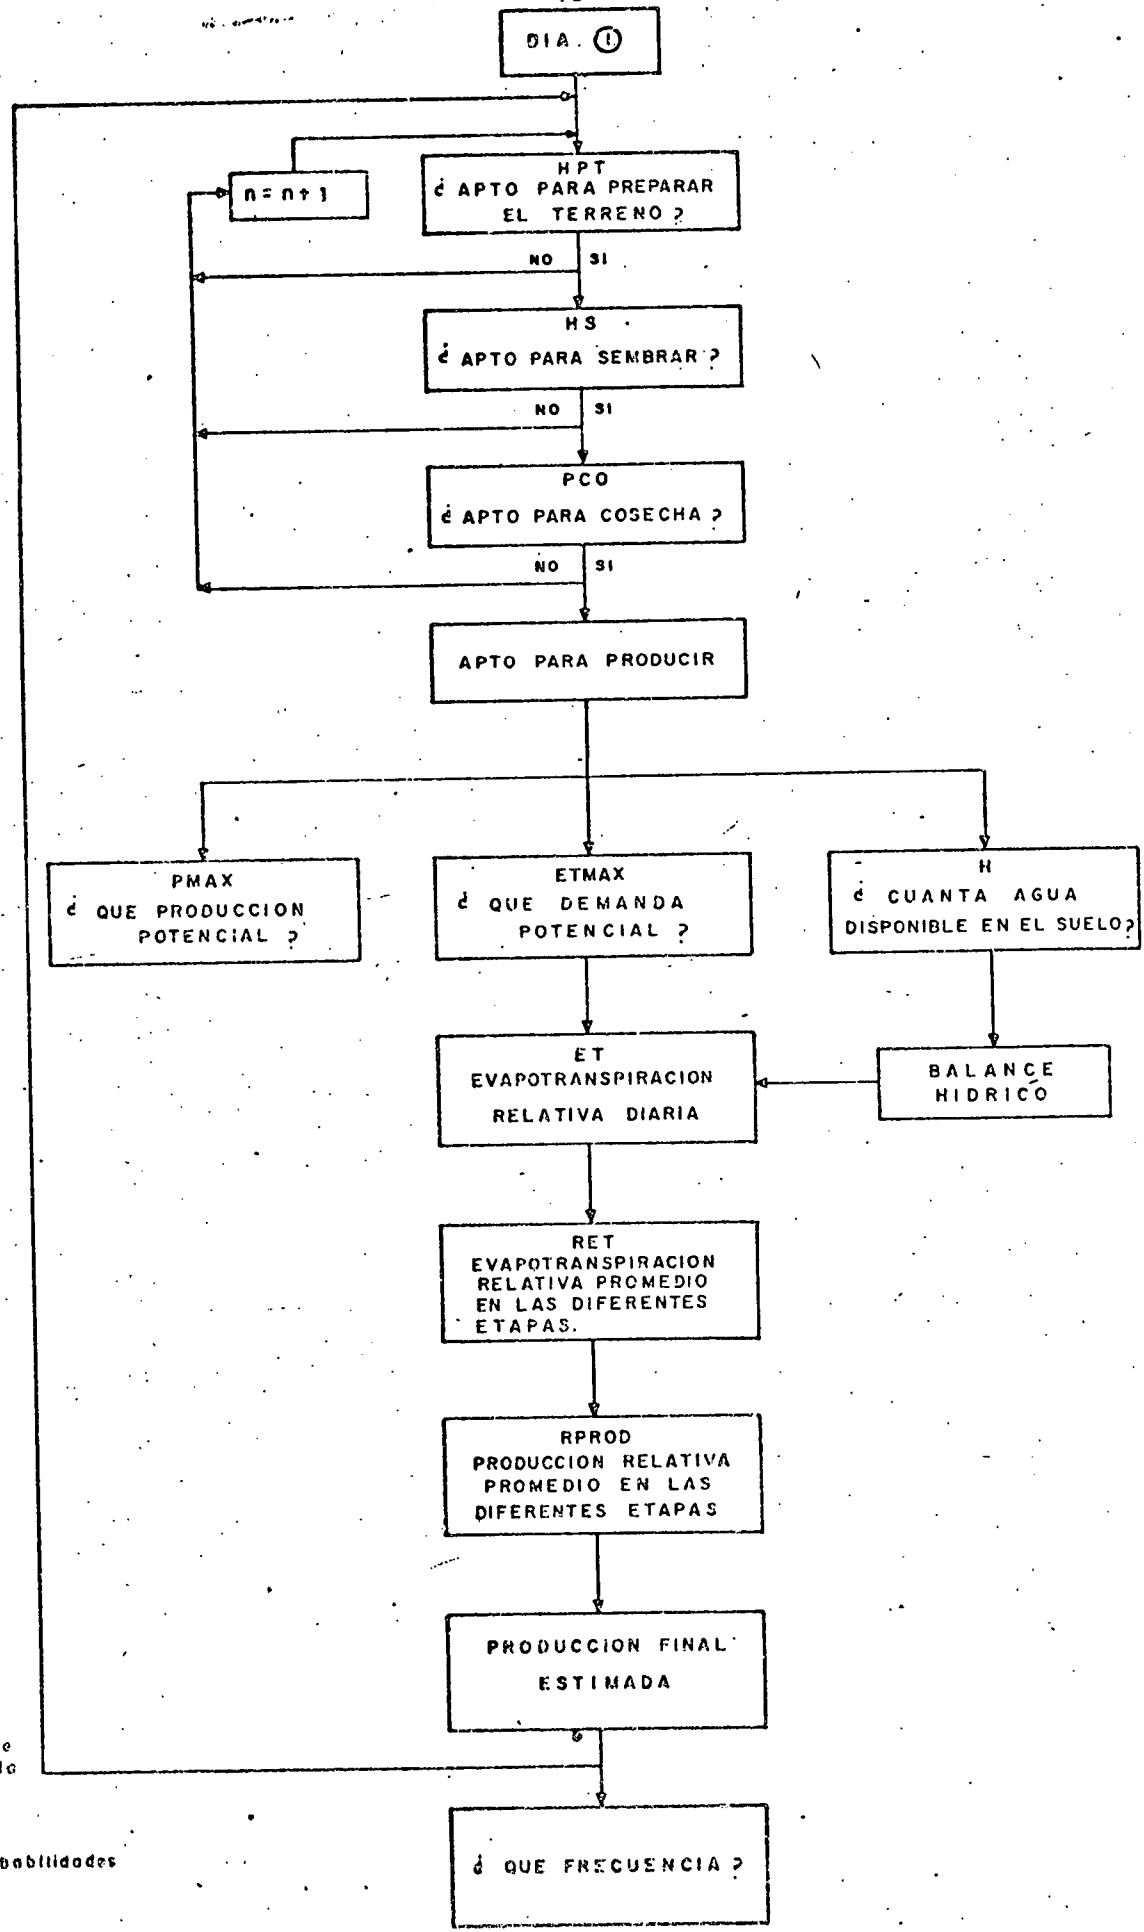 DIA. 1
n = n + 1
HPT
¿ APTO PARA PREPARAR
EL TERRENO ?
NO SI
HS
¿ APTO PARA SEMBRAR ?
NO SI
PCO
¿ APTO PARA COSECHA ?
NO SI
APTO PARA PRODUCIR
PMAX
¿ QUE PRODUCCION
POTENCIAL ?
ETMAX
¿ QUE DEMANDA
POTENCIAL ?
H
¿ CUANTA AGUA
DISPONIBLE EN EL SUELO ?
ET
EVAPOTRANSPIRACION
RELATIVA DIARIA
BALANCE
HIDRICO
RET
EVAPOTRANSPIRACION
RELATIVA PROMEDIO
EN LAS DIFERENTES
ETAPAS.
RPROD
PRODUCCION RELATIVA
PROMEDIO EN LAS
DIFERENTES ETAPAS
PRODUCCION FINAL
ESTIMADA
¿ QUE FRECUENCIA ?